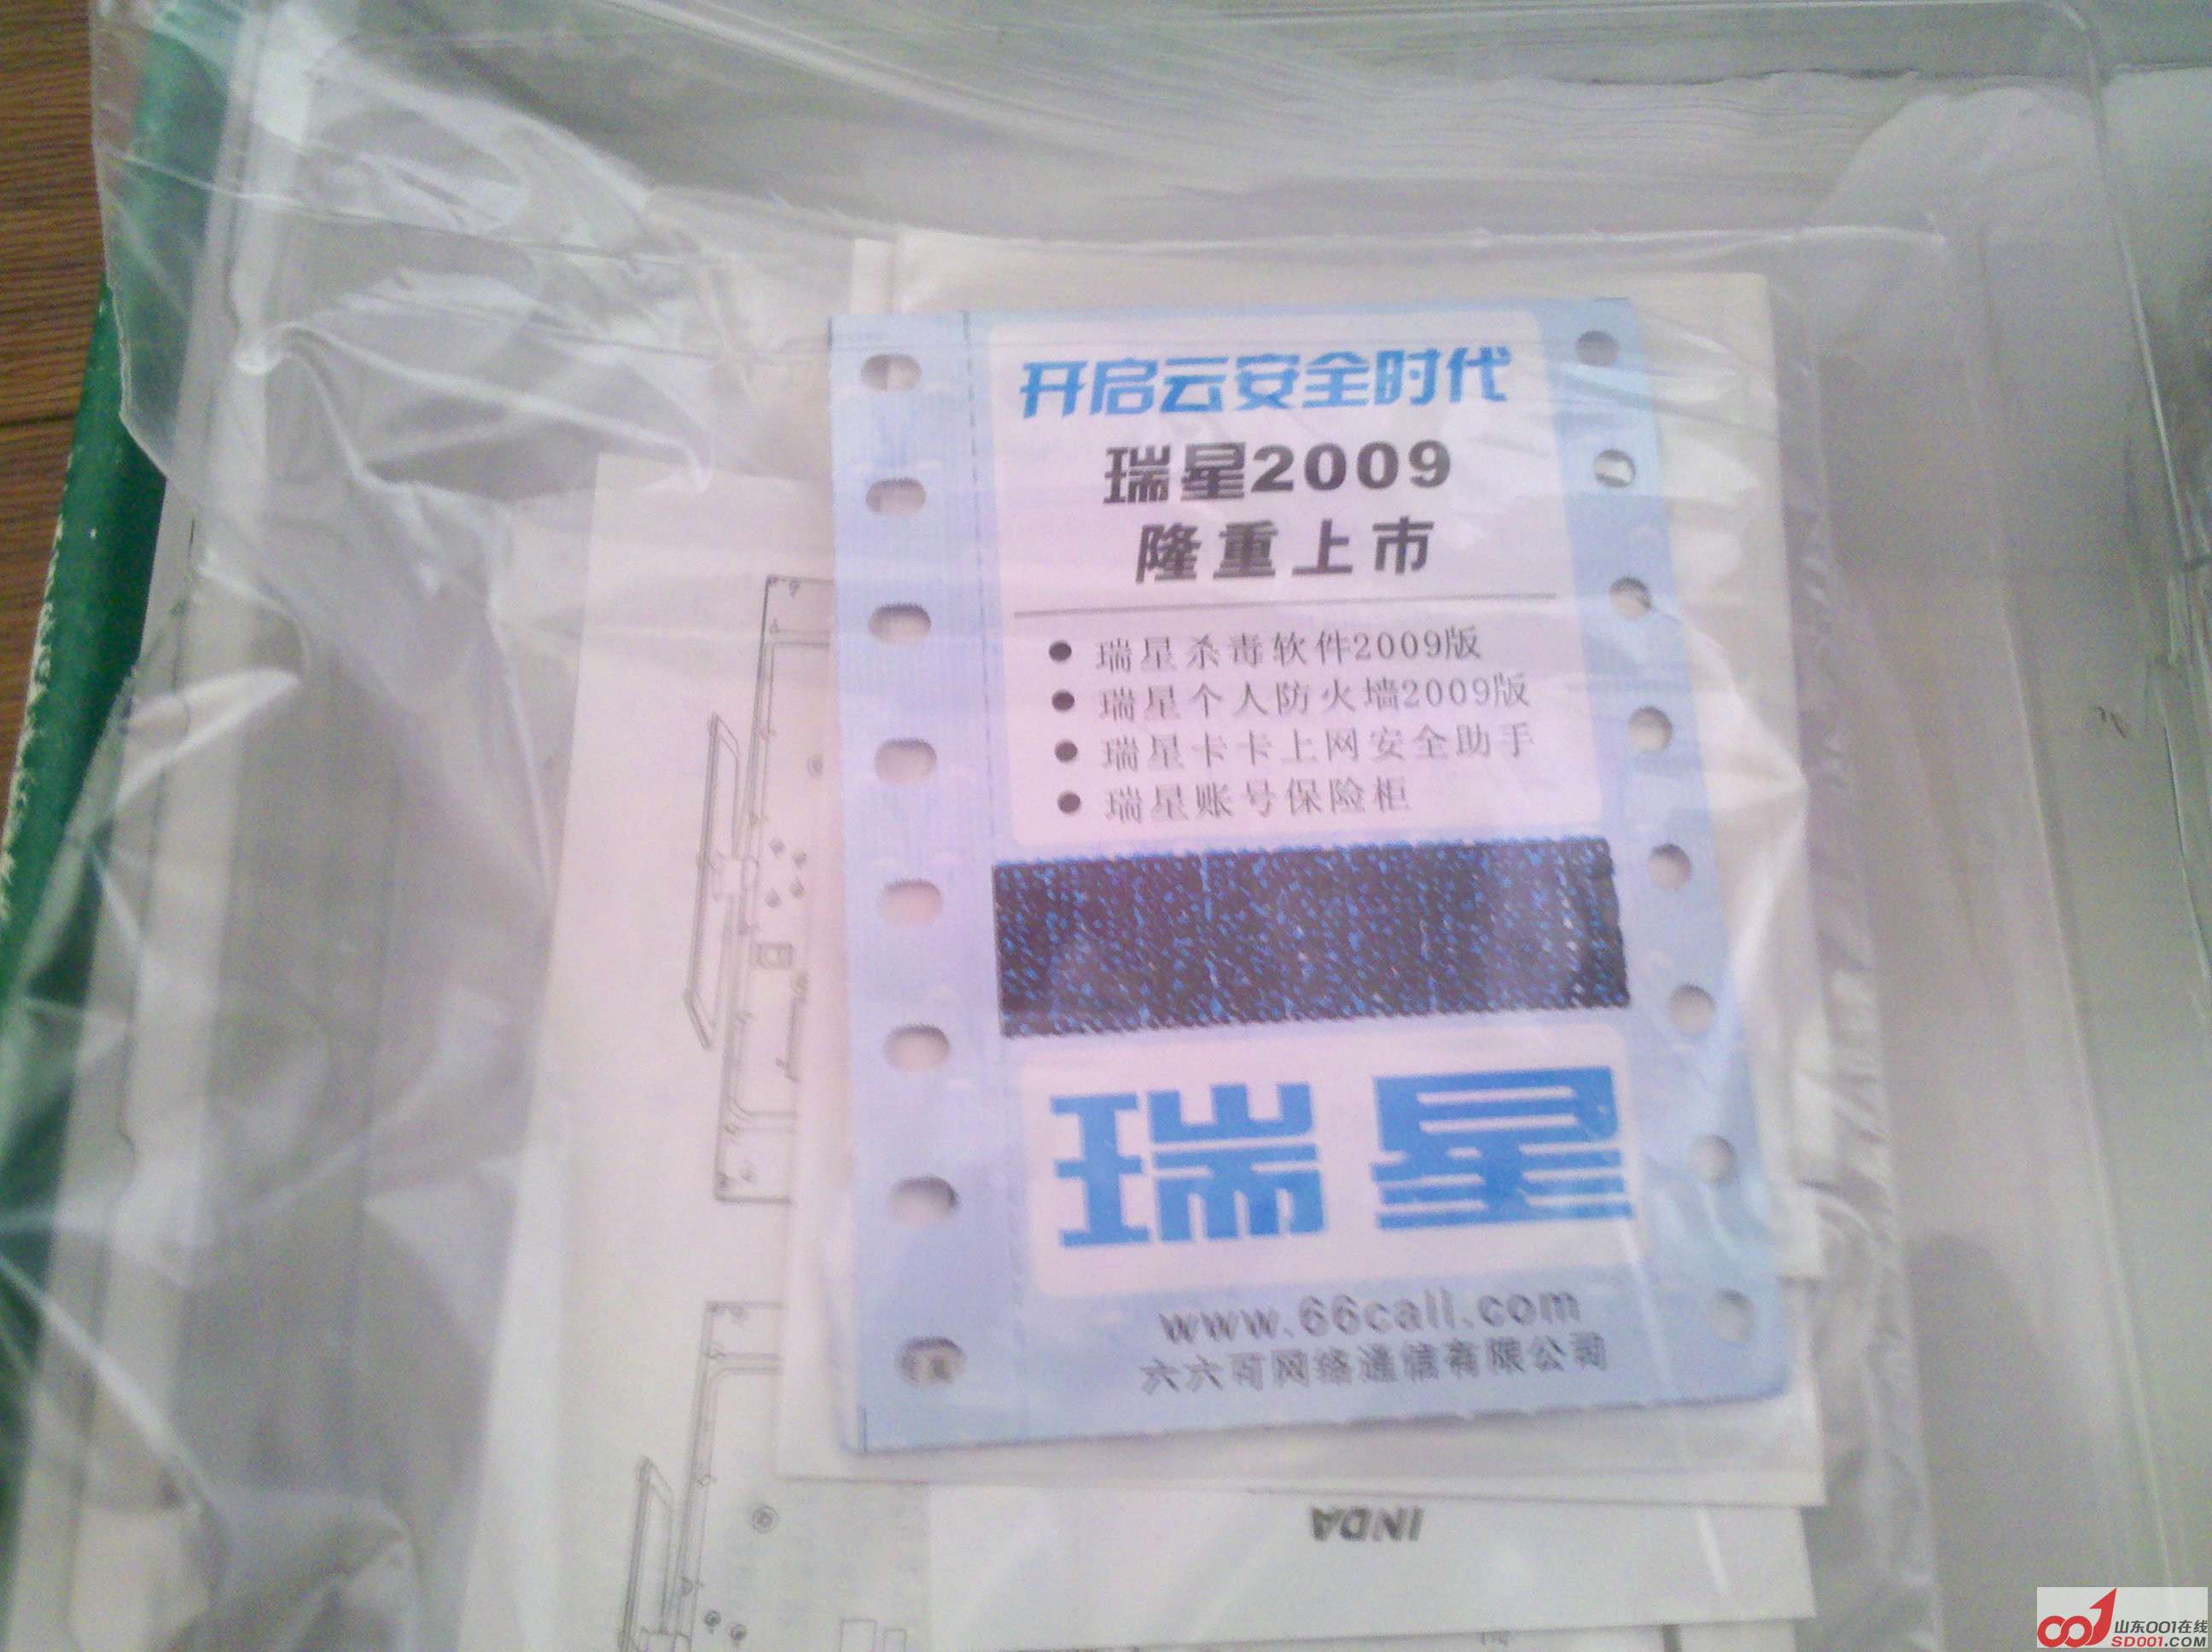 开启云安全时代
瑞星2009
隆重上市
● 瑞星杀毒软件2009版
● 瑞星个人防火墙2009版
● 瑞星卡卡上网安全助手
● 瑞星账号保险柜
瑞星
www.66call.com
六六可网络通信有限公司
INDA
山东001在线
SD001.COM